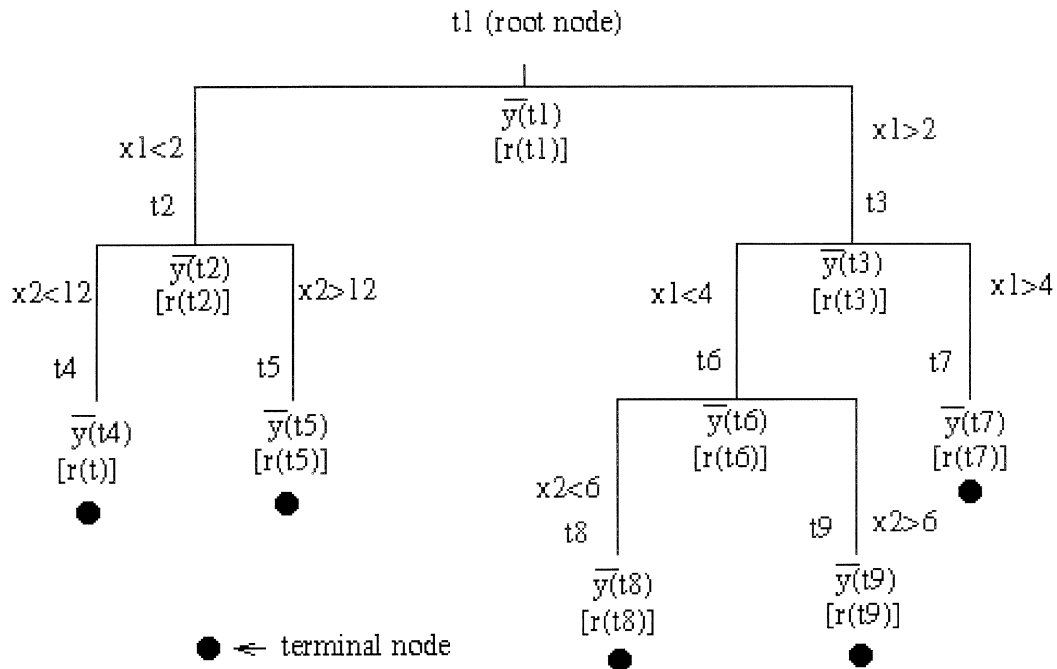 t1 (root node)
y̅(t1)
[r(t1)]
x1<2
x1>2
t2
t3
y̅(t2)
[r(t2)]
x2<12
x2>12
y̅(t3)
[r(t3)]
x1<4
x1>4
t4
t5
t6
t7
y̅(t4)
[r(t)]
y̅(t5)
[r(t5)]
y̅(t6)
[r(t6)]
y̅(t7)
[r(t7)]
x2<6
x2>6
t8
t9
y̅(t8)
[r(t8)]
y̅(t9)
[r(t9)]
terminal node